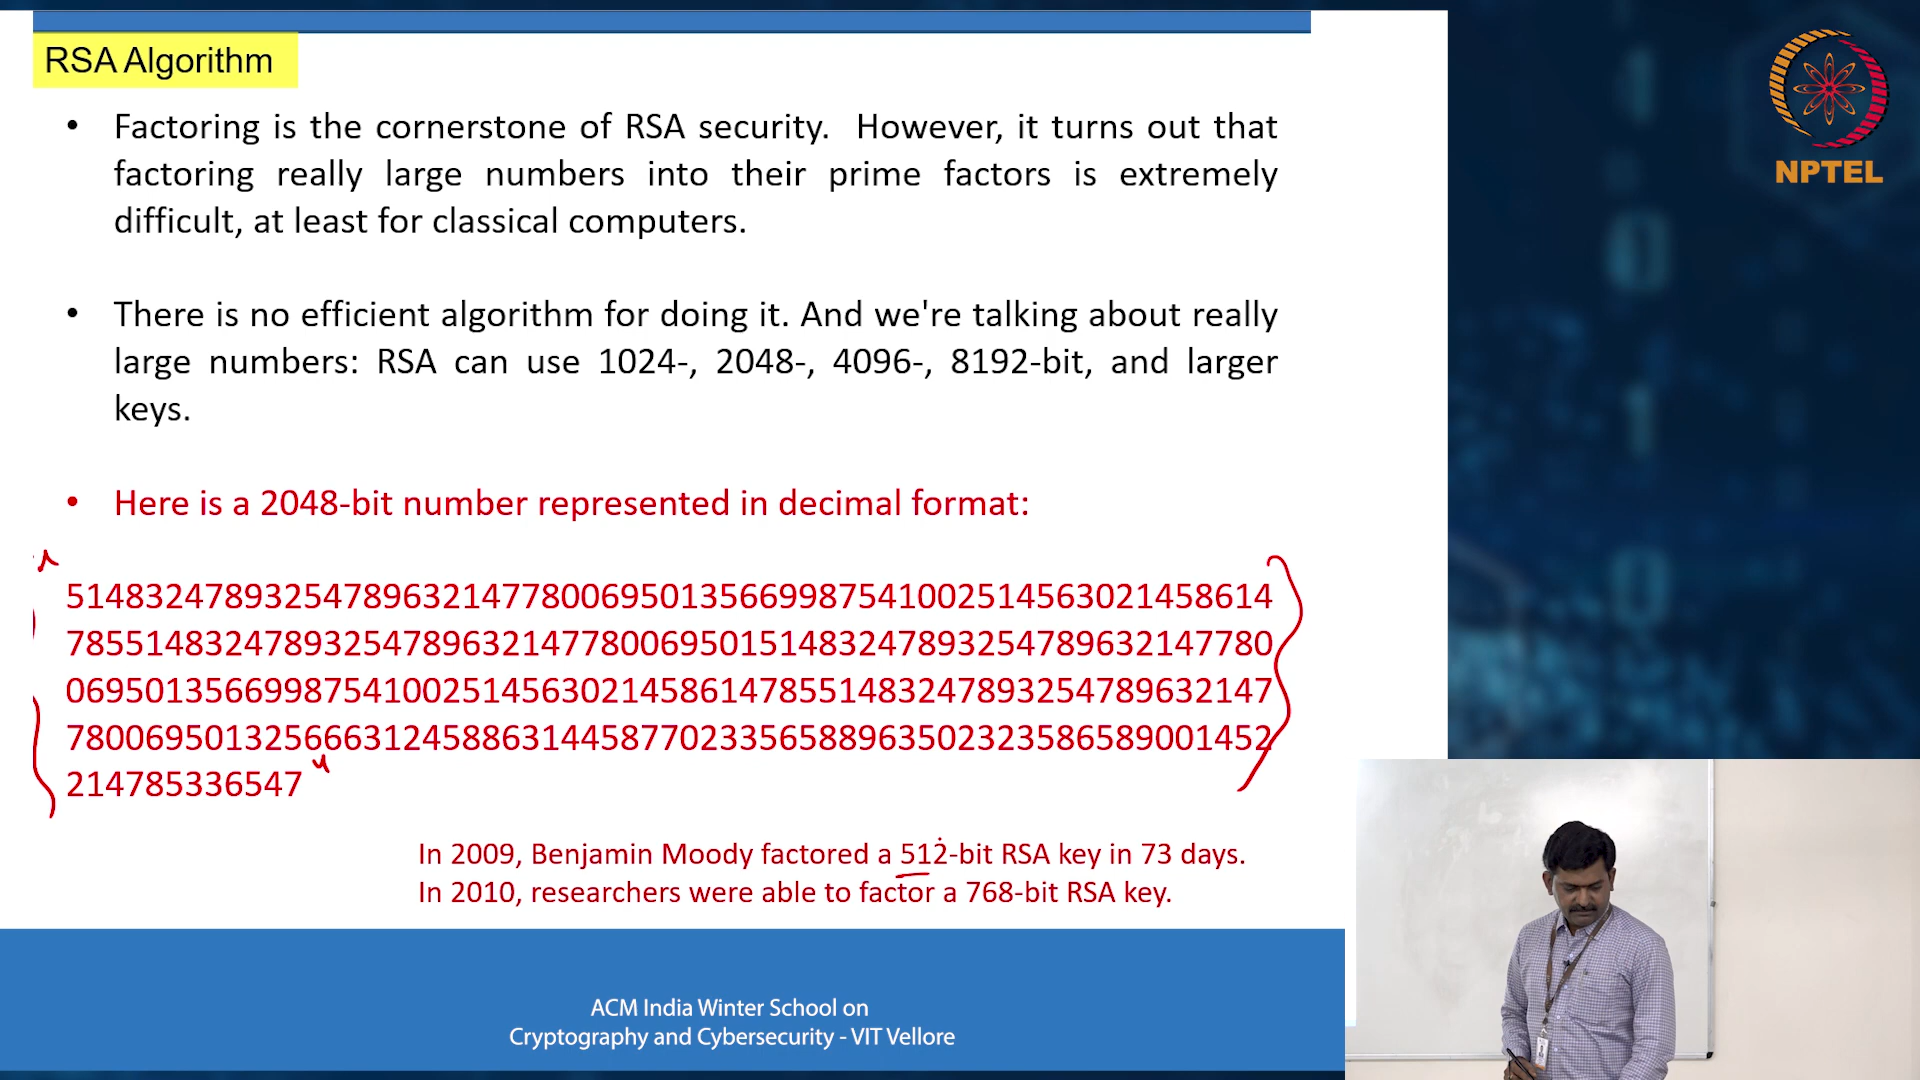 RSA Algorithm
• Factoring is the cornerstone of RSA security. However, it turns out that
factoring really large numbers into their prime factors is extremely
difficult, at least for classical computers.
• There is no efficient algorithm for doing it. And we're talking about really
large numbers: RSA can use 1024-, 2048-, 4096-, 8192-bit, and larger
keys.
• Here is a 2048-bit number represented in decimal format:
5148324789325478963214778006950135669987541002514563021458614
7855148324789325478963214778006950151483247893254789632147780
06950135669987541002514563021458614785514832478932547896321​47
78006950132566631245886314458770233565889635023235865890014​52
214785336547
In 2009, Benjamin Moody factored a 512-bit RSA key in 73 days.
In 2010, researchers were able to factor a 768-bit RSA key.
ACM India Winter School on
Cryptography and Cybersecurity - VIT Vellore
NPTEL